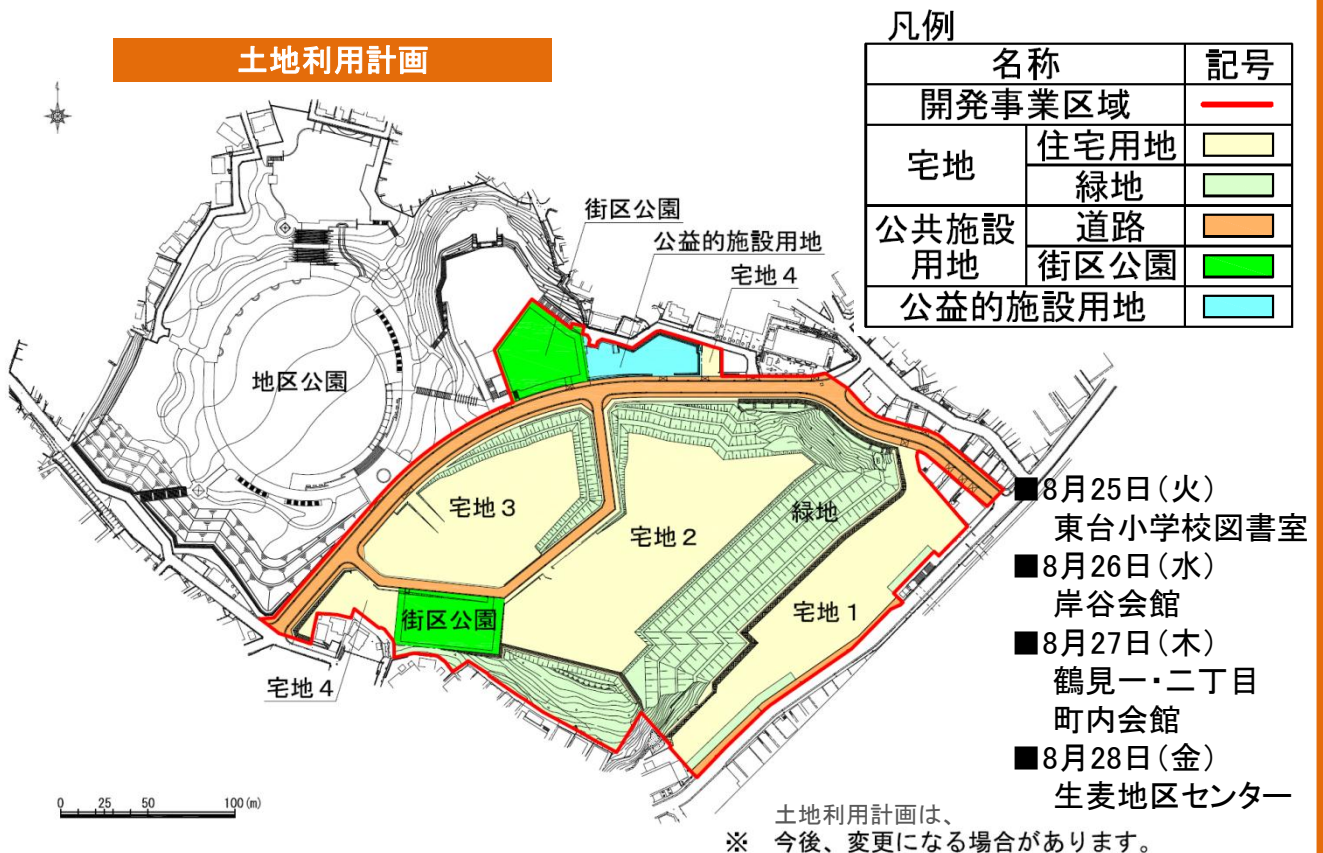 土地利用計画
凡例
名称 記号
開発事業区域
宅地 住宅用地
緑地
公共施設用地 道路
街区公園
公益的施設用地
街区公園
公益的施設用地
宅地4
地区公園
宅地3
宅地2
緑地
宅地1
街区公園
宅地4
■8月25日(火)
東台小学校図書室
■8月26日(水)
岸谷会館
■8月27日(木)
鶴見一・二丁目
町内会館
■8月28日(金)
生麦地区センター
0 25 50 100(m)
土地利用計画は、
※ 今後、変更になる場合があります。